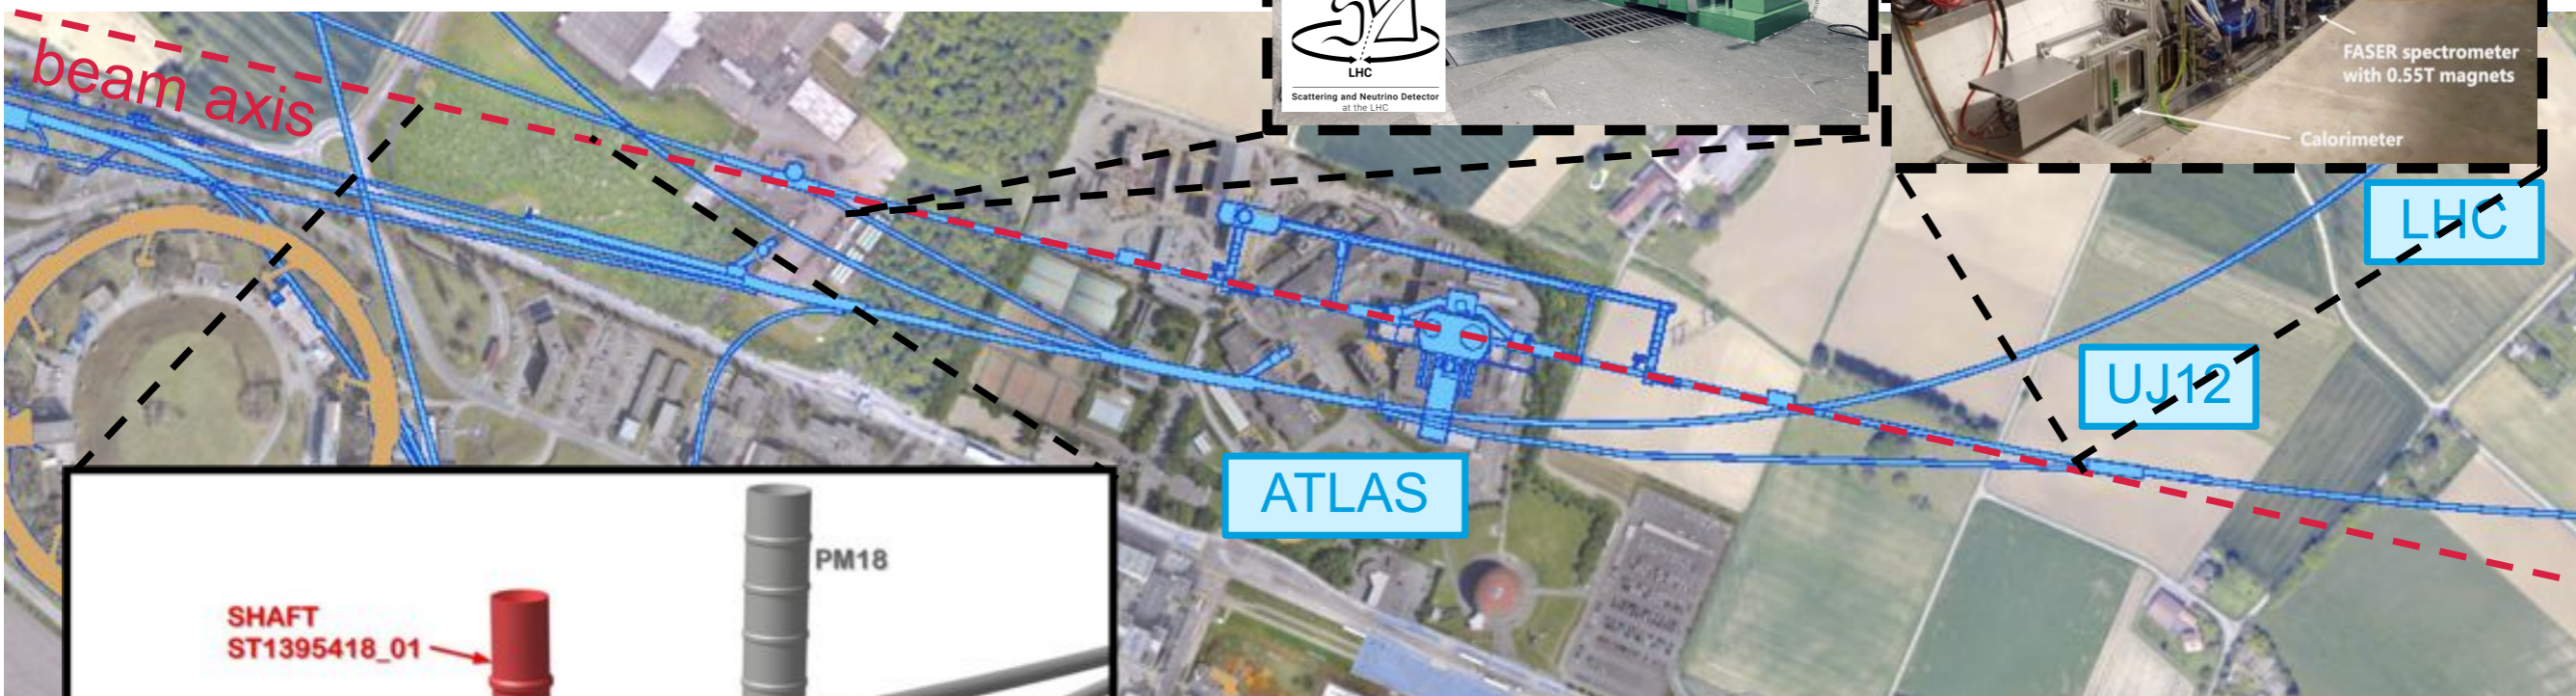 beam axis
LHC
Scattering and Neutrino Detector
at the LHC
FASER spectrometer
with 0.55T magnets
Calorimeter
LHC
UJ12
ATLAS
PM18
SHAFT
ST1395418_01